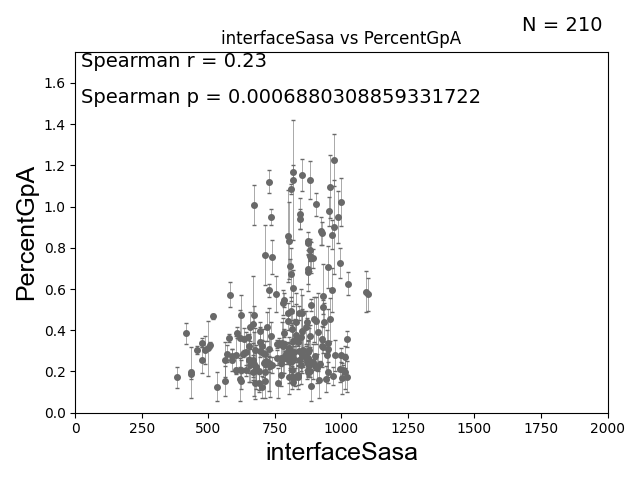 N = 210
interfaceSasa vs PercentGpA
Spearman r = 0.23
Spearman p = 0.0006880308859331722
PercentGpA
1.6
1.4
1.2
1.0
0.8
0.6
0.4
0.2
0.0
0 250 500 750 1000 1250 1500 1750 2000
interfaceSasa